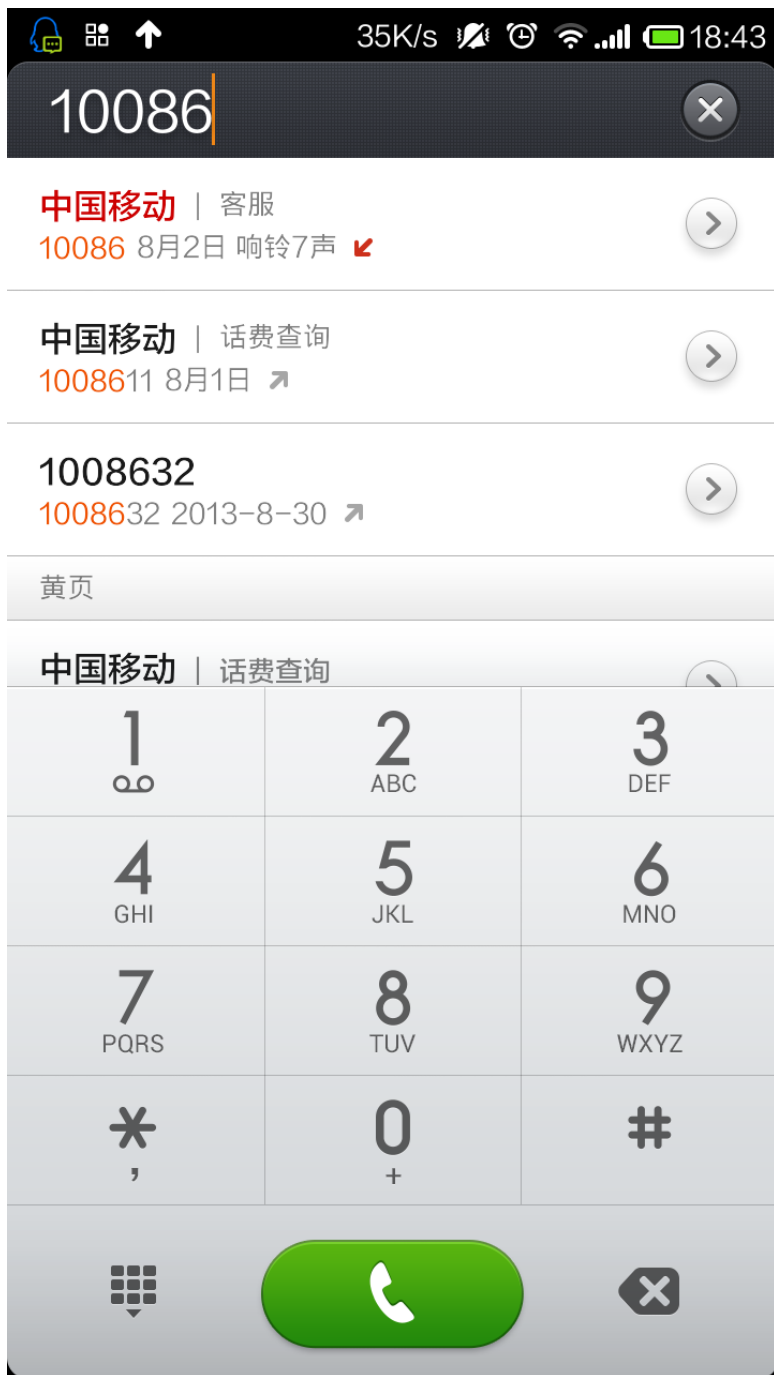 35K/s 18:43
10086
中国移动 | 客服
10086 8月2日 响铃7声
中国移动 | 话费查询
1008611 8月1日
1008632
1008632 2013-8-30
黄页
中国移动 | 话费查询
1 2 3
ABC DEF
4 5 6
GHI JKL MNO
7 8 9
PQRS TUV WXYZ
* 0 #
, +